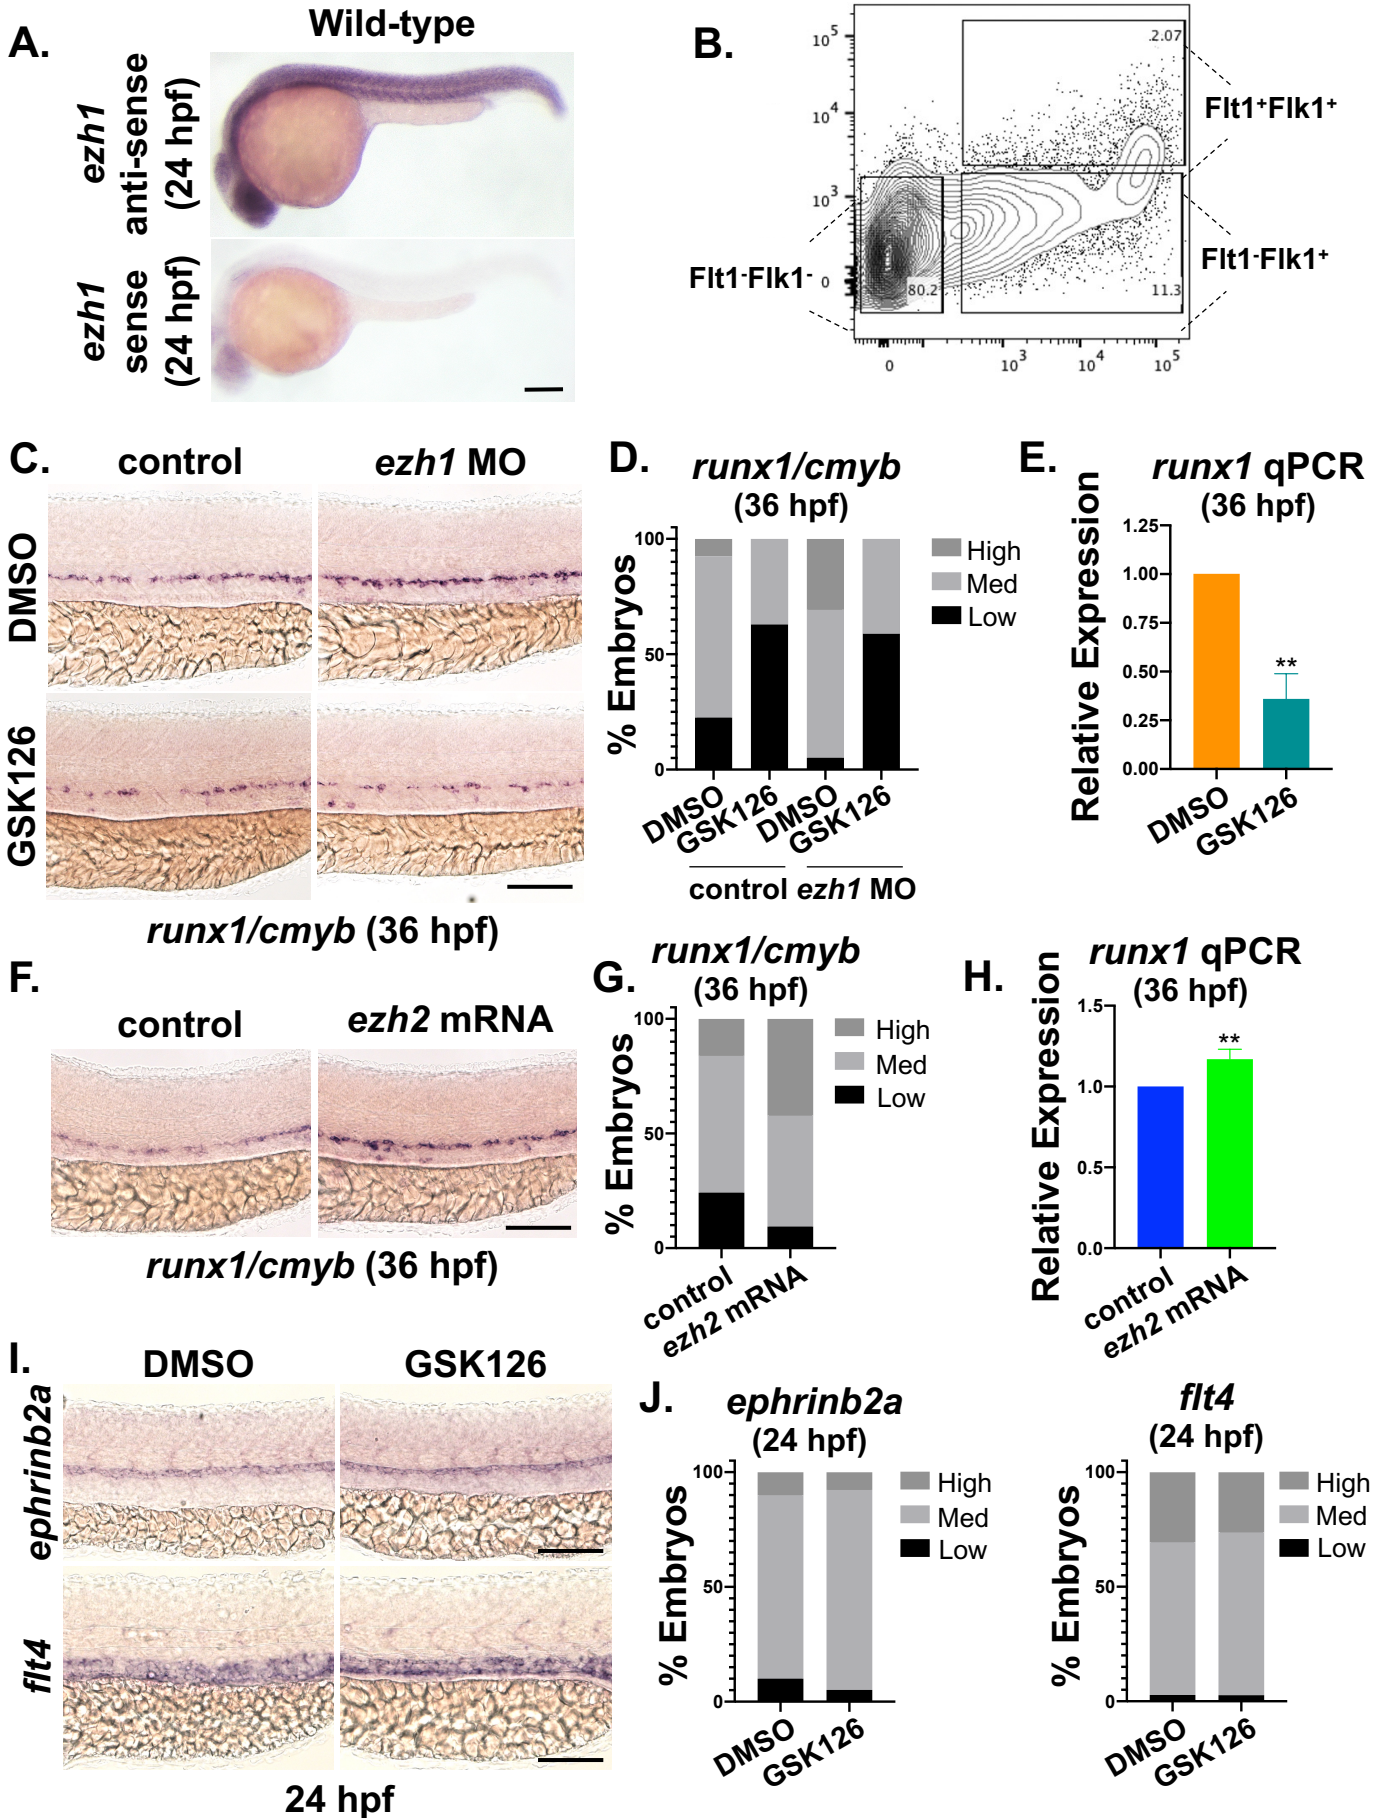 A.
Wild-type
ezh1
anti-sense
(24 hpf)
ezh1
sense
(24 hpf)
B.
10⁵
10⁴
10³
0
2.07
80.2
11.3
0
10³
10⁴
10⁵
Flt1⁺Flk1⁺
Flt1⁻Flk1⁺
Flt1⁻Flk1⁻
C.
control
ezh1 MO
DMSO
GSK126
runx1/cmyb (36 hpf)
D.
runx1/cmyb
(36 hpf)
% Embryos
100
50
0
High
Med
Low
DMSO
GSK126
DMSO
GSK126
control
ezh1 MO
E.
runx1 qPCR
(36 hpf)
Relative Expression
1.25
1.00
0.75
0.50
0.25
0.00
**
DMSO
GSK126
F.
control
ezh2 mRNA
runx1/cmyb (36 hpf)
G.
runx1/cmyb
(36 hpf)
% Embryos
100
50
0
High
Med
Low
control
ezh2 mRNA
H.
runx1 qPCR
(36 hpf)
Relative Expression
1.5
1.0
0.5
0.0
**
control
ezh2 mRNA
I.
DMSO
GSK126
ephrinb2a
flt4
24 hpf
J.
ephrinb2a
(24 hpf)
% Embryos
100
50
0
High
Med
Low
DMSO
GSK126
flt4
(24 hpf)
% Embryos
100
50
0
High
Med
Low
DMSO
GSK126